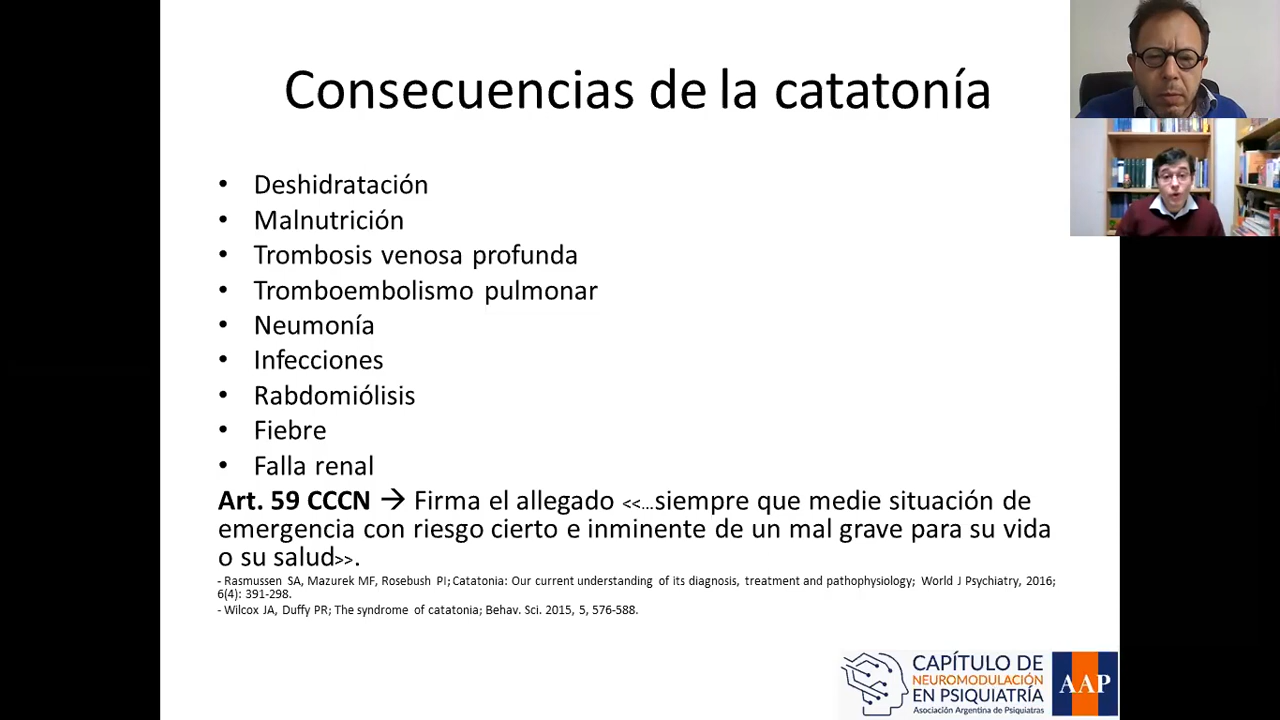 Consecuencias de la catatonía
• Deshidratación
• Malnutrición
• Trombosis venosa profunda
• Tromboembolismo pulmonar
• Neumonía
• Infecciones
• Rabdomiólisis
• Fiebre
• Falla renal
Art. 59 CCCN → Firma el allegado <<…siempre que medie situación de
emergencia con riesgo cierto e inminente de un mal grave para su vida
o su salud>>.
- Rasmussen SA, Mazurek MF, Rosebush PI; Catatonia: Our current understanding of its diagnosis, treatment and pathophysiology; World J Psychiatry, 2016;
6(4): 391-298.
- Wilcox JA, Duffy PR; The syndrome of catatonia; Behav. Sci. 2015, 5, 576-588.
CAPÍTULO DE
NEUROMODULACIÓN
EN PSIQUIATRÍA
Asociación Argentina de Psiquiatras
AAP